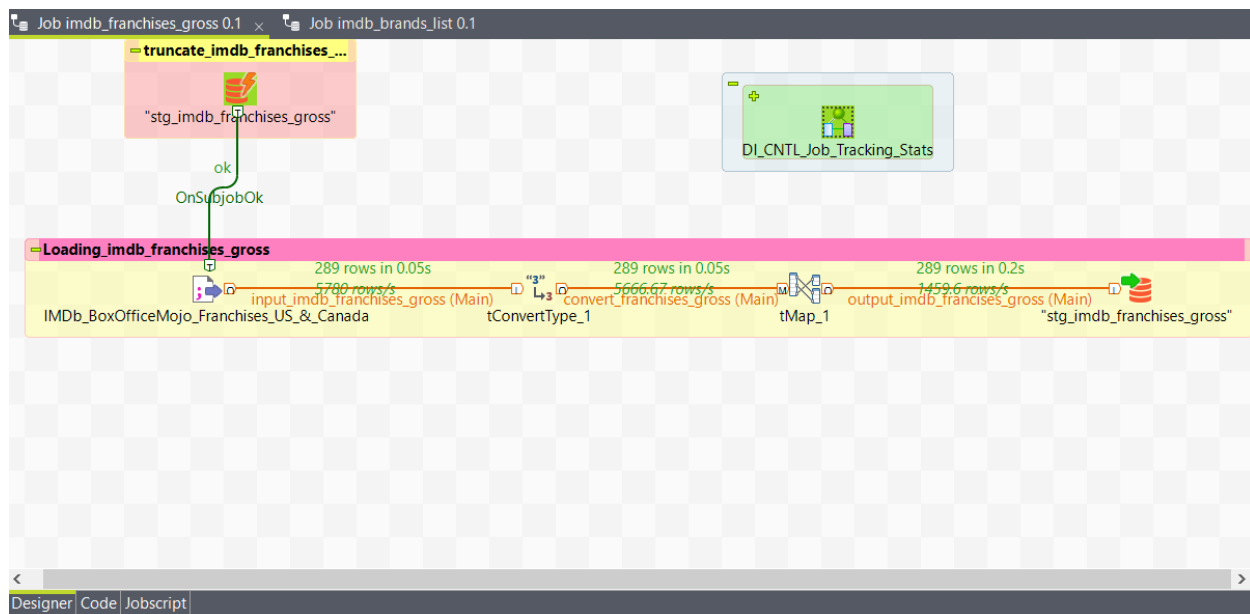 Job imdb_franchises_gross 0.1
Job imdb_brands_list 0.1
truncate_imdb_franchises_...
"stg_imdb_franchises_gross"
DI_CNTL_Job_Tracking_Stats
ok
OnSubjobOk
Loading_imdb_franchises_gross
289 rows in 0.05s
5780 rows/s
input_imdb_franchises_gross (Main)
IMDb_BoxOfficeMojo_Franchises_US_&_Canada
"3"
3
tConvertType_1
289 rows in 0.05s
5666.67 rows/s
convert_franchises_gross (Main)
tMap_1
289 rows in 0.2s
1459.6 rows/s
output_imdb_francises_gross (Main)
"stg_imdb_franchises_gross"
Designer Code Jobscript